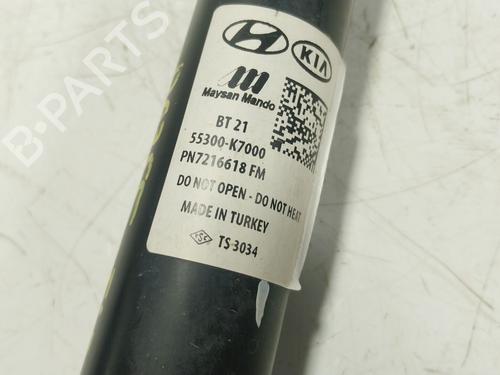 B-PARTS
KIA
Maysan Mando
BT 21
55300-K7000
PN7216618 FM
DO NOT OPEN - DO NOT HEAT
MADE IN TURKEY
TSE TS 3034